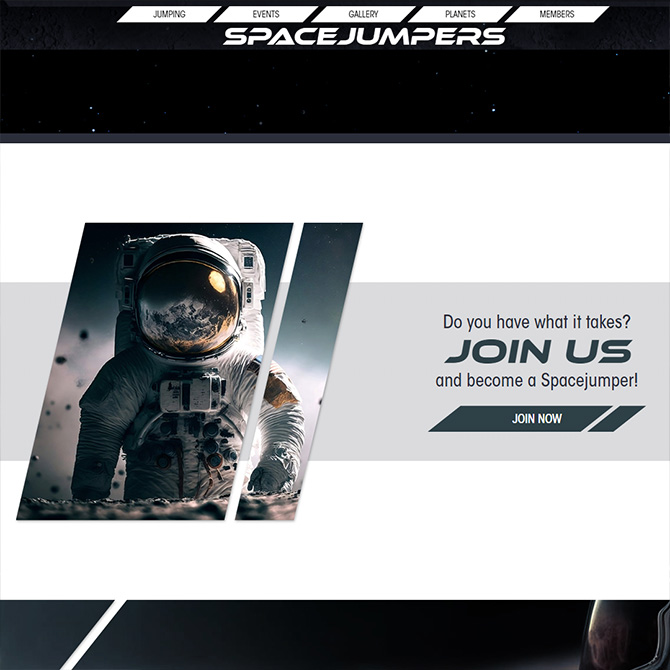 JUMPING EVENTS GALLERY PLANETS MEMBERS
SPACEJUMPERS
Do you have what it takes?
JOIN US
and become a Spacejumper!
JOIN NOW